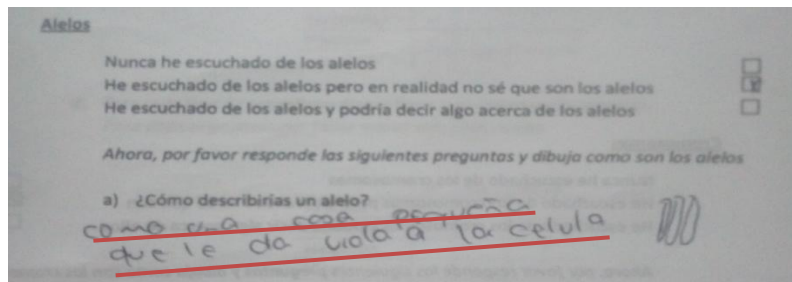 Alelos
Nunca he escuchado de los alelos
He escuchado de los alelos pero en realidad no sé que son los alelos
He escuchado de los alelos y podría decir algo acerca de los alelos
Ahora, por favor responde las siguientes preguntas y dibuja como son los alelos
a) ¿Cómo describirías un alelo?
como una cosa pequeña
que le da viola a la celula